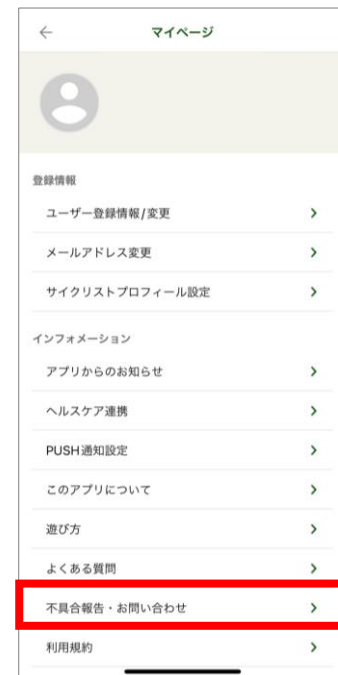 マイページ
登録情報
ユーザー登録情報/変更
メールアドレス変更
サイクリストプロフィール設定
インフォメーション
アプリからのお知らせ
ヘルスケア連携
PUSH通知設定
このアプリについて
遊び方
よくある質問
不具合報告・お問い合わせ
利用規約